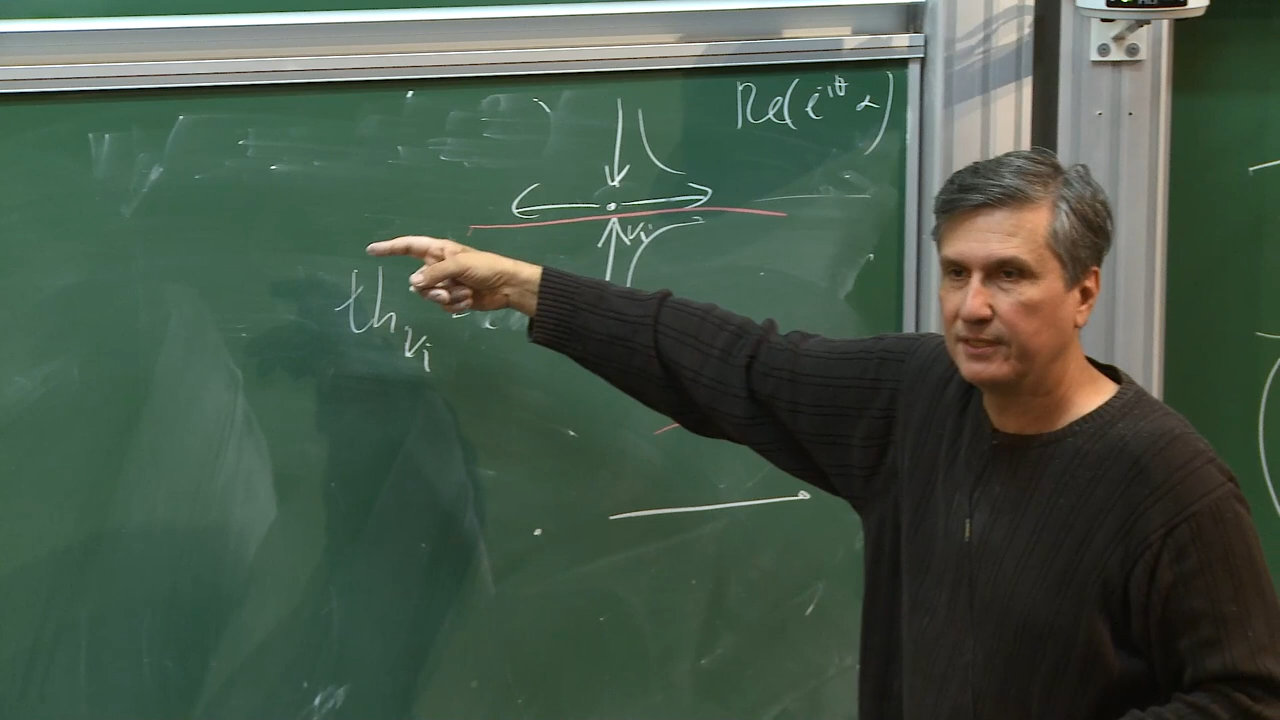 Re(e^{iθ} α)
v_i
th_{v_i}